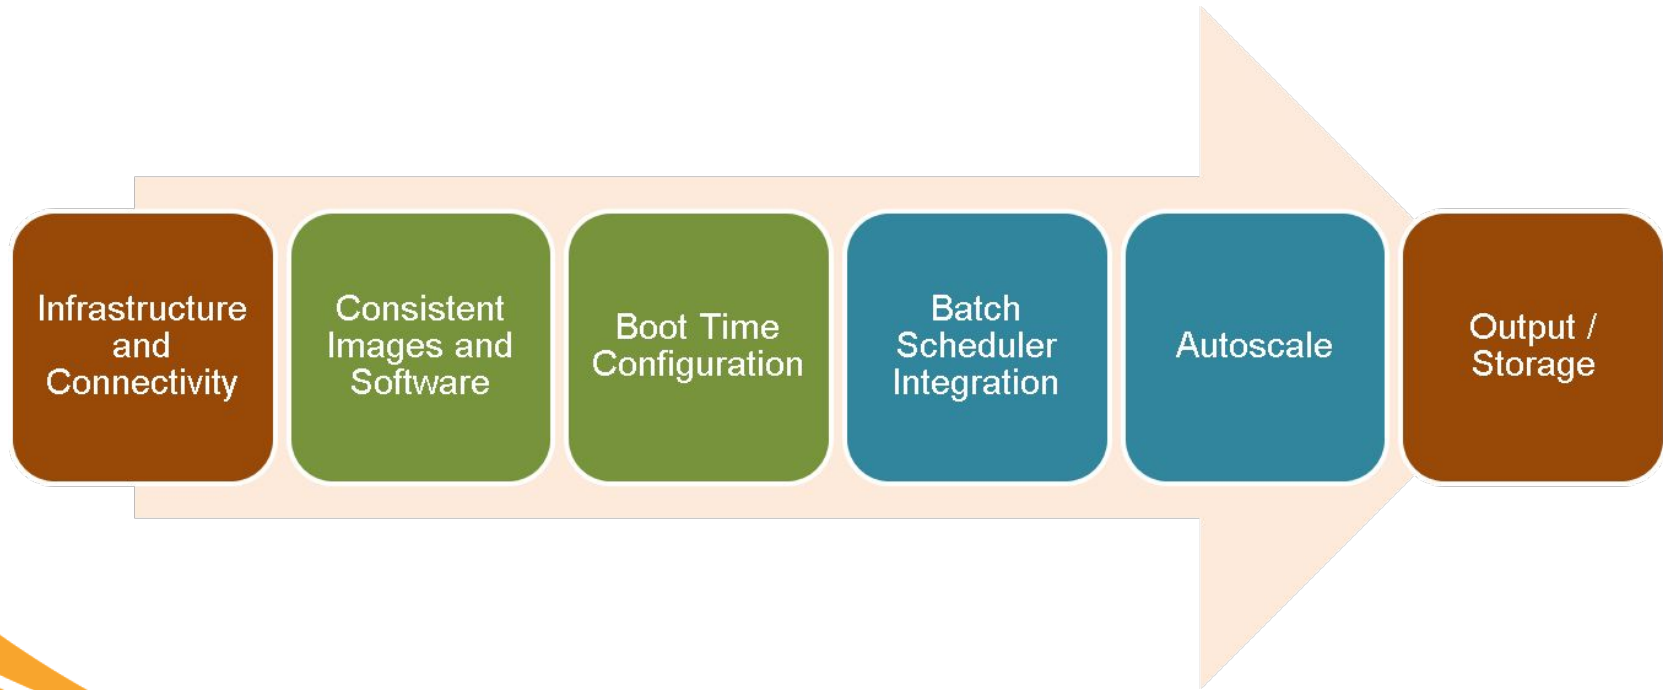 Infrastructure
and
Connectivity
Consistent
Images and
Software
Boot Time
Configuration
Batch
Scheduler
Integration
Autoscale
Output /
Storage